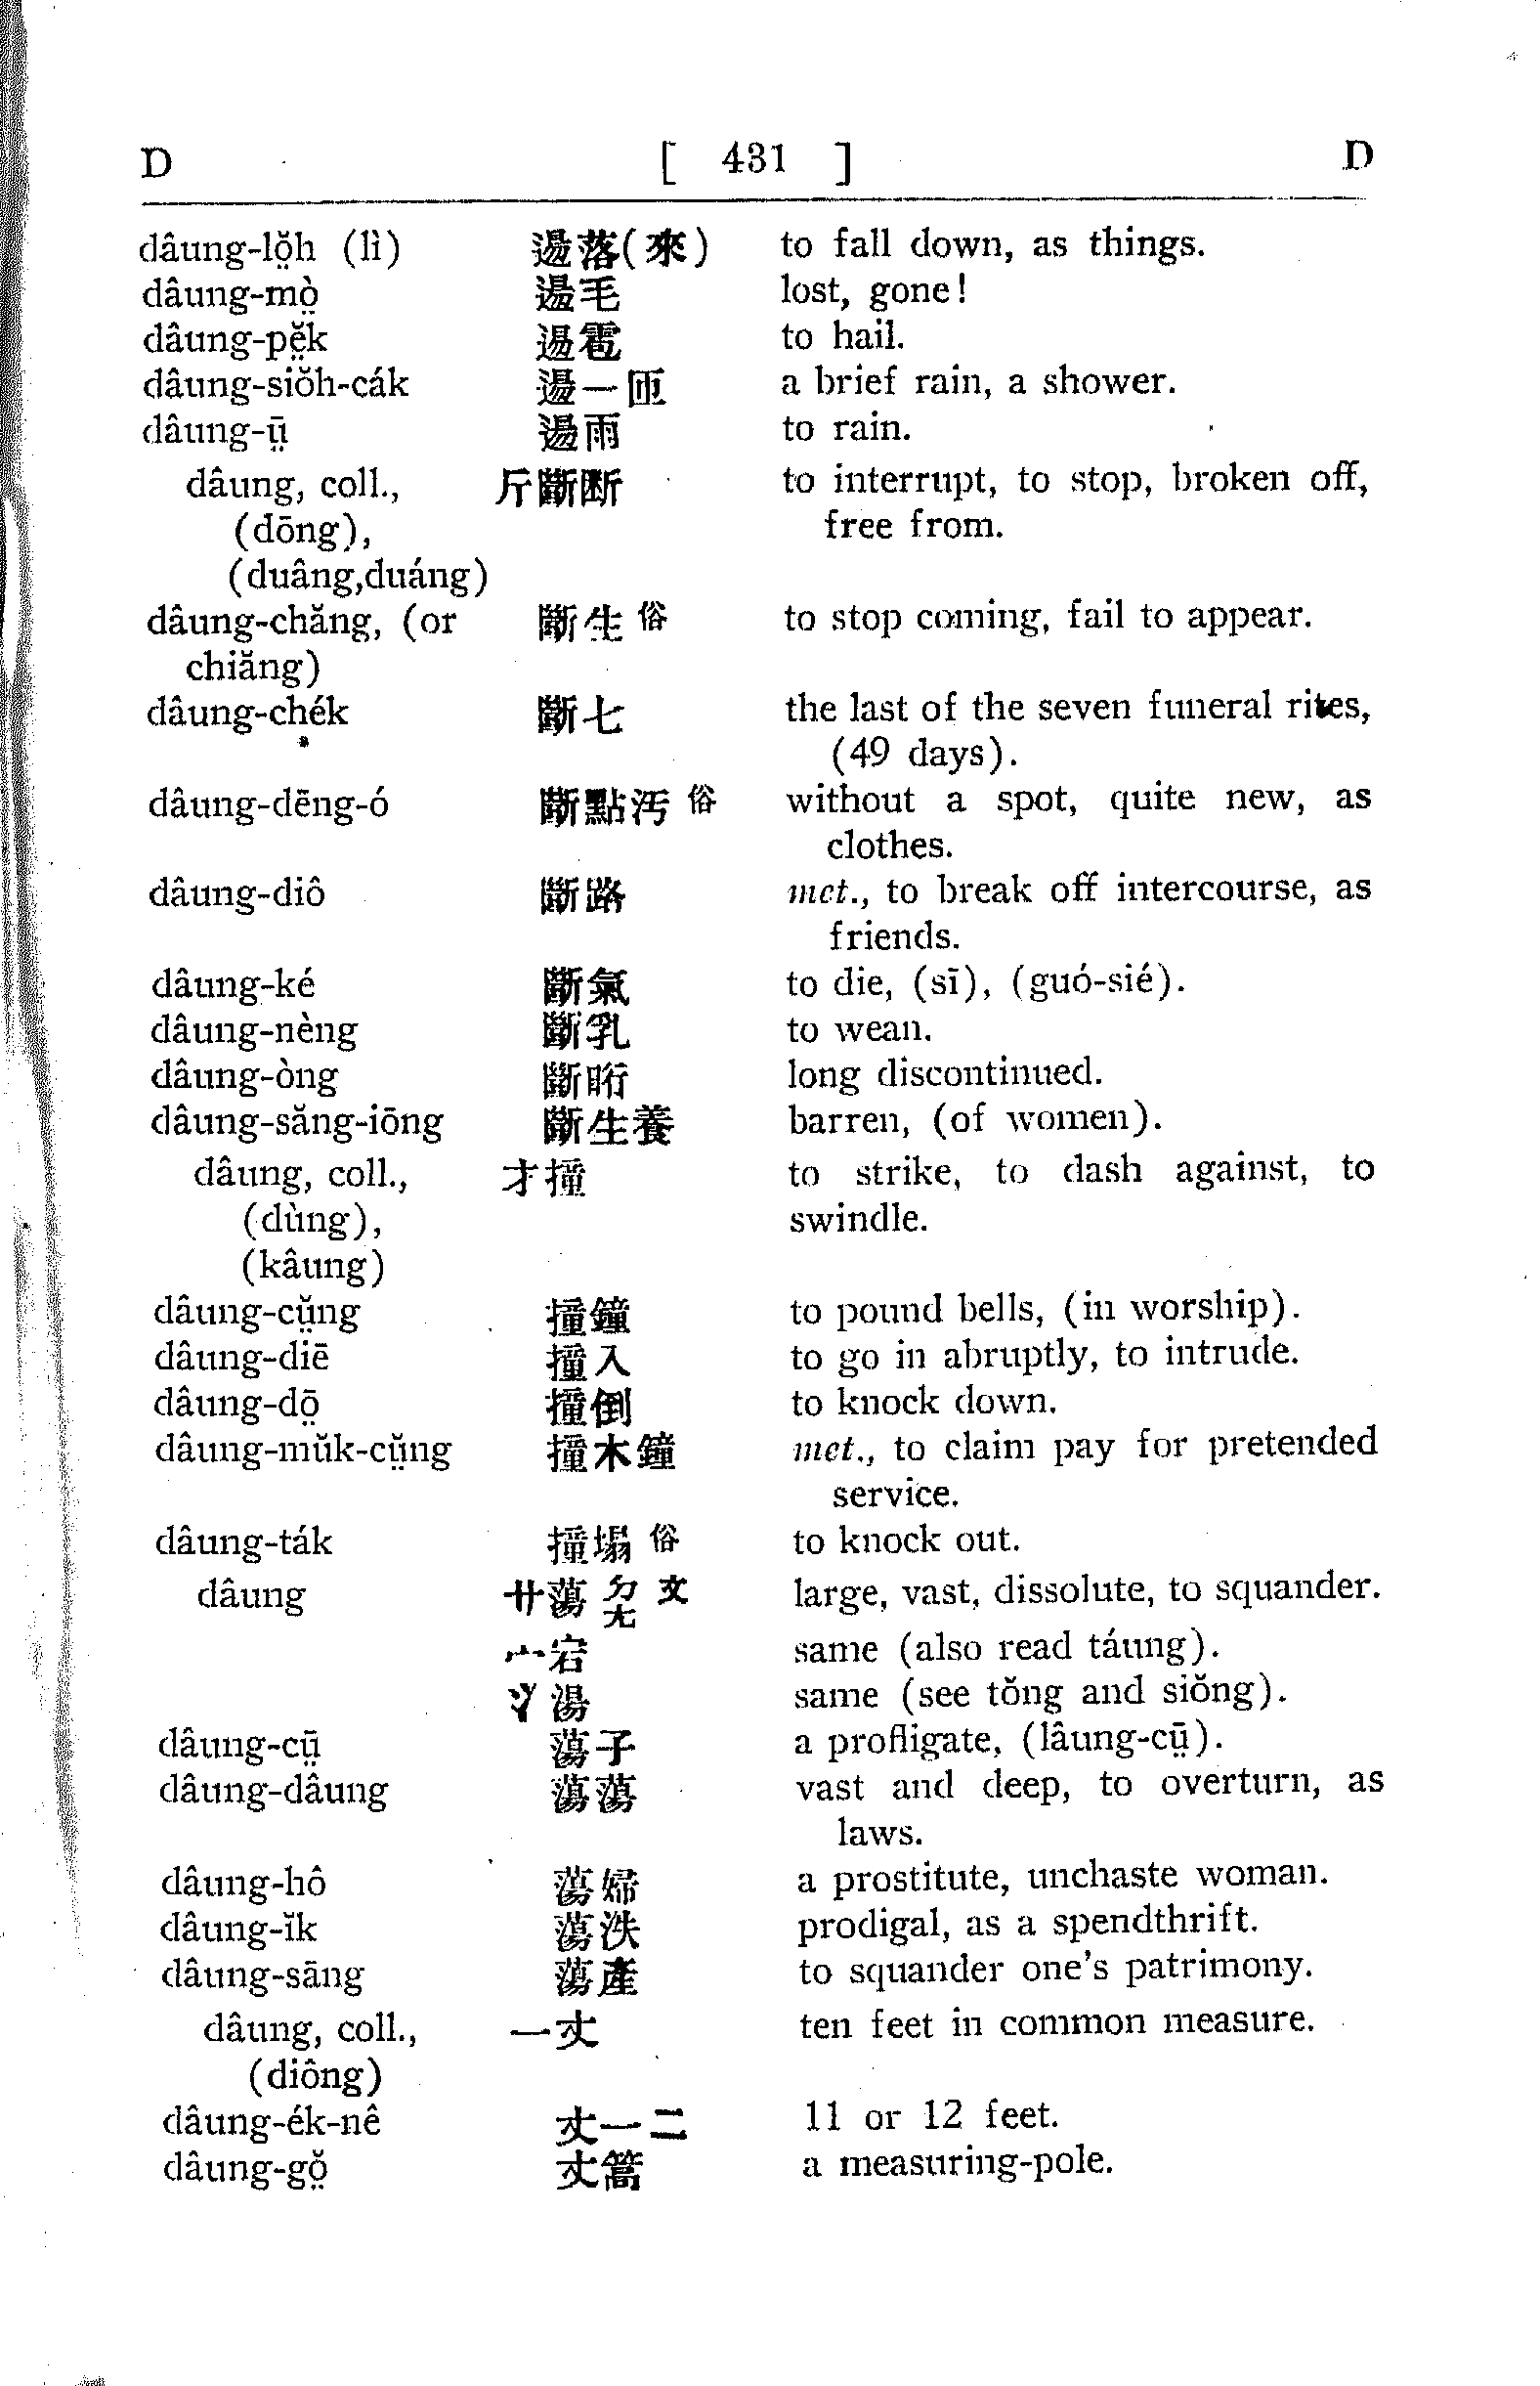 D [ 431 ] D
dâung-lŏ̤h (lì) 逿落(來) to fall down, as things.
dâung-mò̤ 逿毛 lost, gone!
dâung-pĕ̤k 逿雹 to hail.
dâung-siŏh-cák 逿一匝 a brief rain, a shower.
dâung-ṳ̄ 逿雨 to rain.
dâung, coll., 斤斷断 to interrupt, to stop, broken off,
(dōng), free from.
(duâng,duáng)
dâung-chăng, (or 斷生 俗 to stop coming, fail to appear.
chiăng)
dâung-chék 斷七 the last of the seven funeral rites,
(49 days).
dâung-dēng-ó 斷點汚 俗 without a spot, quite new, as
clothes.
dâung-diô 斷路 met., to break off intercourse, as
friends.
dâung-ké 斷氣 to die, (sī), (guó-sié).
dâung-nèng 斷乳 to wean.
dâung-òng 斷 long discontinued.
dâung-săng-iōng 斷生養 barren, (of women).
dâung, coll., 才撞 to strike, to dash against, to
(dùng), swindle.
(kâung)
dâung-cṳ̆ng 撞鐘 to pound bells, (in worship).
dâung-diē 撞入 to go in abruptly, to intrude.
dâung-dō̤ 撞倒 to knock down.
dâung-mŭk-cṳ̆ng 撞木鐘 met., to claim pay for pretended
service.
dâung-ták 撞塌 俗 to knock out.
dâung 艹蕩 ㄉㄤ 文 large, vast, dissolute, to squander.
宀宕 same (also read táung).
氵湯 same (see tŏng and siŏng).
dâung-cṳ̄ 蕩子 a profligate, (lâung-cṳ̄).
dâung-dâung 蕩蕩 vast and deep, to overturn, as
laws.
dâung-hô 蕩婦 a prostitute, unchaste woman.
dâung-ĭk 蕩泆 prodigal, as a spendthrift.
dâung-sāng 蕩產 to squander one's patrimony.
dâung, coll., 一丈 ten feet in common measure.
(diông)
dâung-ék-nê 丈一二 11 or 12 feet.
dâung-gŏ̤ 丈篙 a measuring-pole.